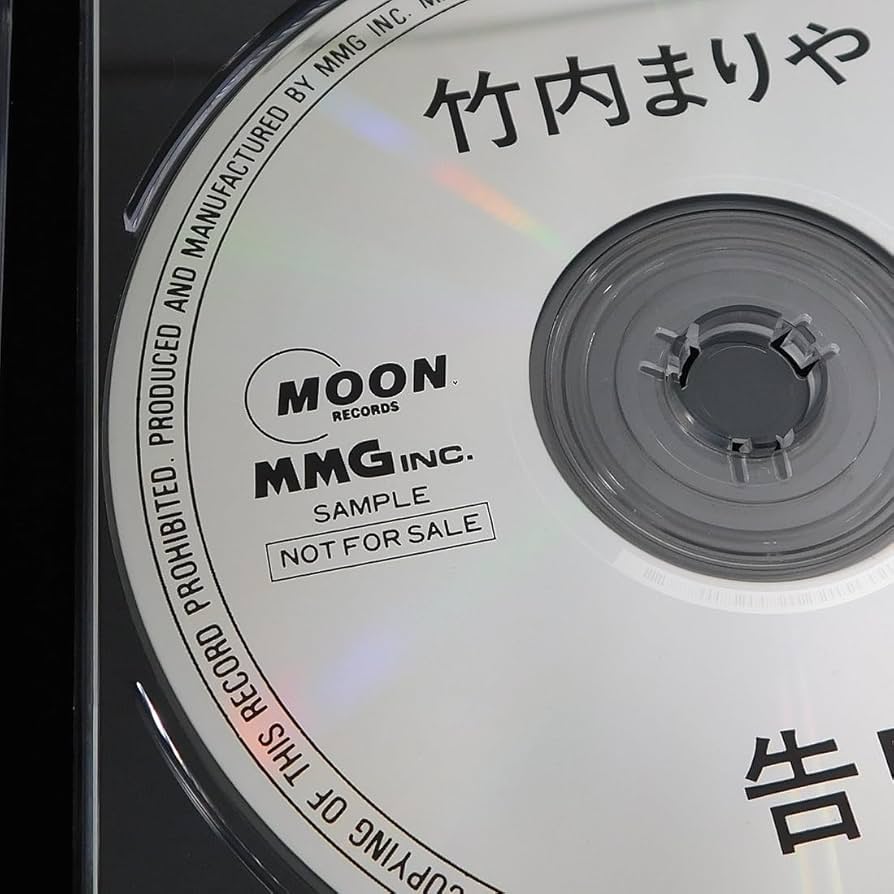 竹内まりや
COPYING OF THIS RECORD PROHIBITED. PRODUCED AND MANUFACTURED BY MMG INC.
MOON
RECORDS
MMG INC.
SAMPLE
NOT FOR SALE
告